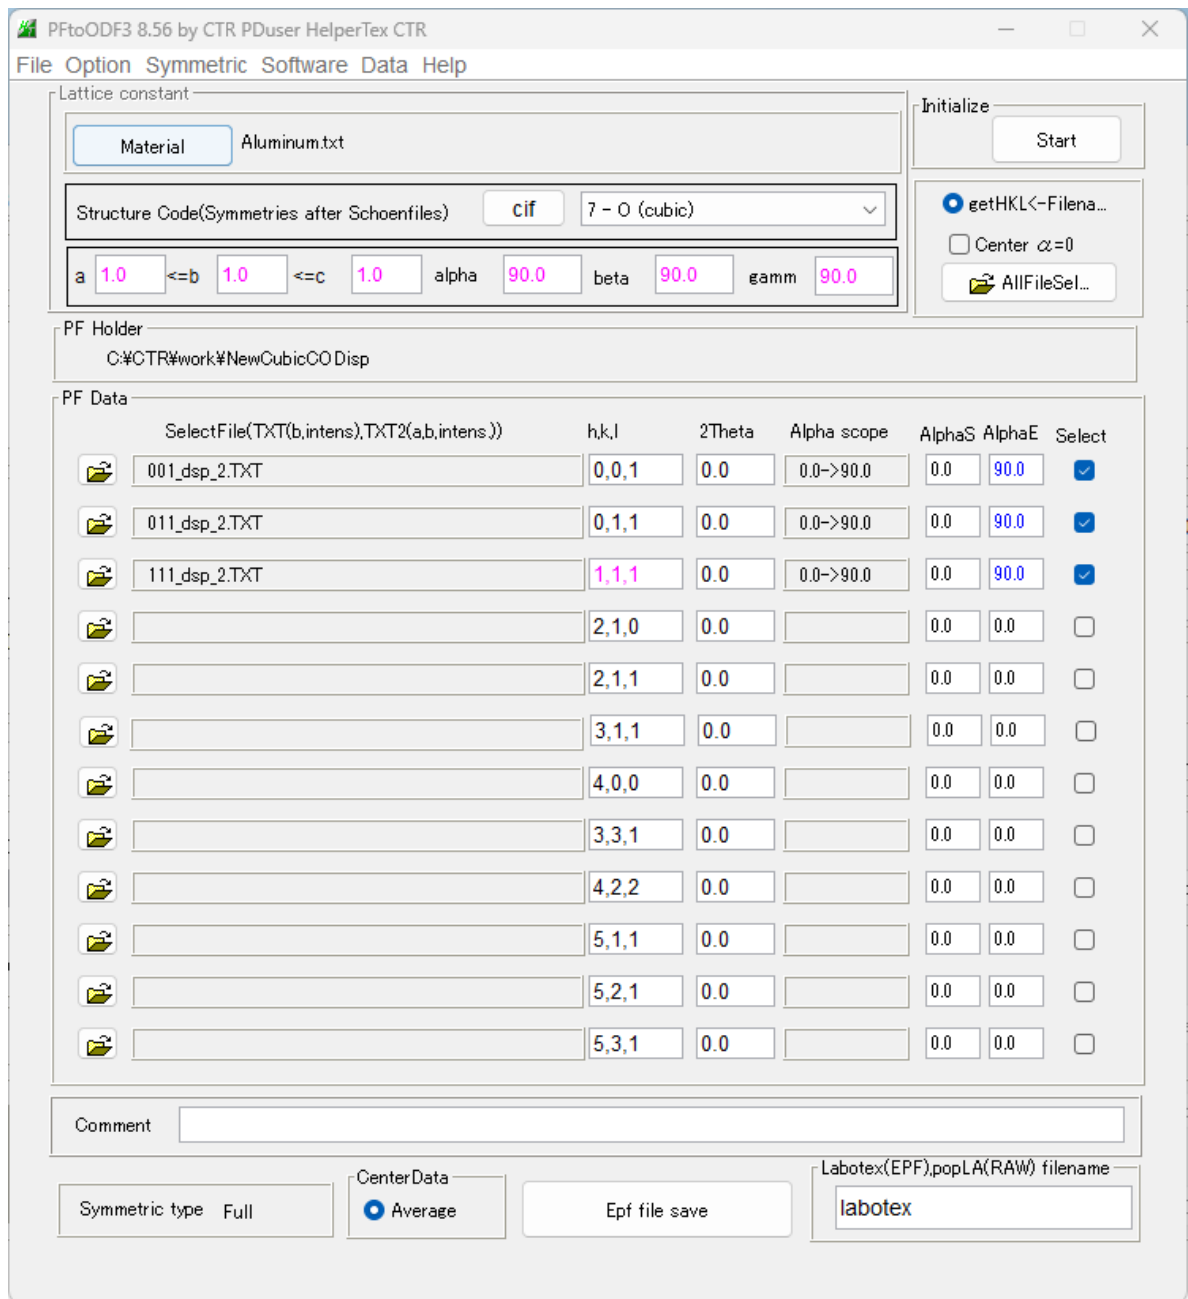 PFtoODF3 8.56 by CTR PDuser HelperTex CTR
File Option Symmetric Software Data Help
Lattice constant
Material Aluminum.txt
Initialize
Start
Structure Code(Symmetries after Schoenfiles) cif 7 - O (cubic)
getHKL<-Filena...
Center α=0
AllFileSel...
a 1.0 <=b 1.0 <=c 1.0 alpha 90.0 beta 90.0 gamm 90.0
PF Holder
C:¥CTR¥work¥NewCubicCODisp
PF Data
SelectFile(TXT(b,intens),TXT2(a,b,intens.)) h,k,l 2Theta Alpha scope AlphaS AlphaE Select
001_dsp_2.TXT 0,0,1 0.0 0.0->90.0 0.0 90.0
011_dsp_2.TXT 0,1,1 0.0 0.0->90.0 0.0 90.0
111_dsp_2.TXT 1,1,1 0.0 0.0->90.0 0.0 90.0
2,1,0 0.0 0.0 0.0
2,1,1 0.0 0.0 0.0
3,1,1 0.0 0.0 0.0
4,0,0 0.0 0.0 0.0
3,3,1 0.0 0.0 0.0
4,2,2 0.0 0.0 0.0
5,1,1 0.0 0.0 0.0
5,2,1 0.0 0.0 0.0
5,3,1 0.0 0.0 0.0
Comment
Symmetric type Full
CenterData
Average
Epf file save
Labotex(EPF),popLA(RAW) filename
labotex